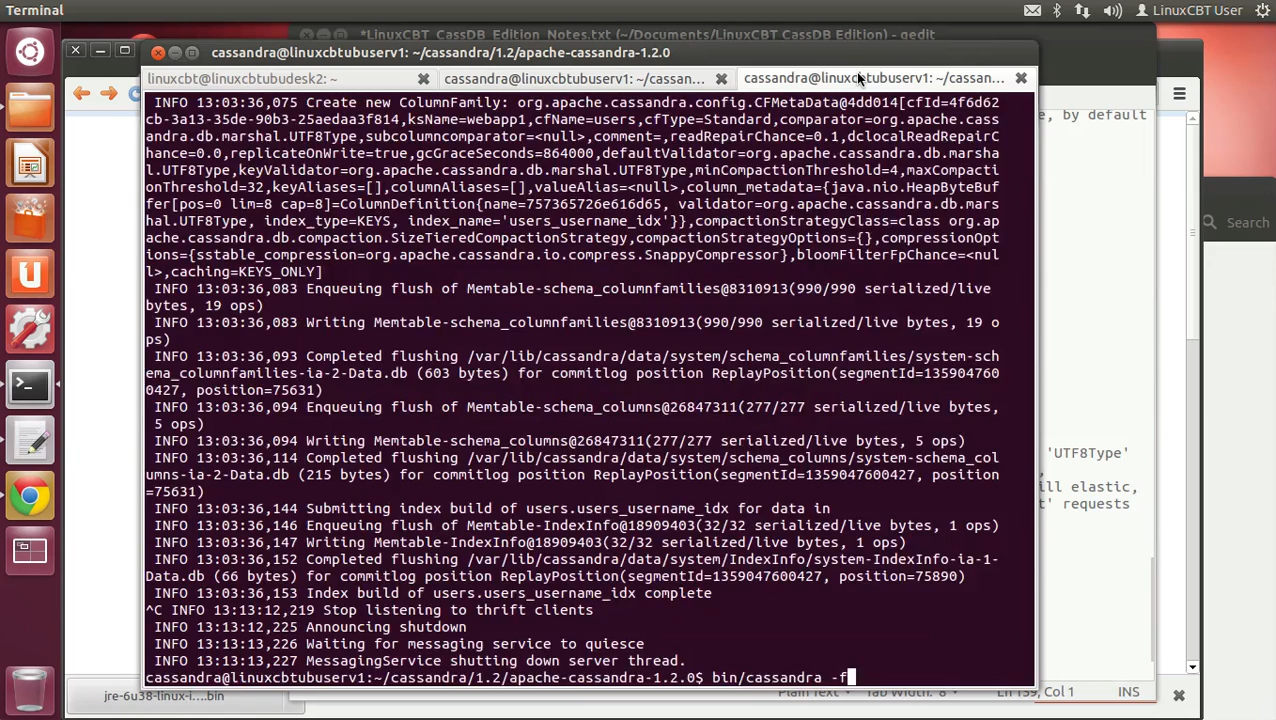 Terminal
LinuxCBT User
*LinuxCBT CassDB Edition Notes.txt (~/Documents/LinuxCBT CassDB Edition) - gedit
cassandra@linuxcbtubuserv1: ~/cassandra/1.2/apache-cassandra-1.2.0
linuxcbt@linuxcbtubudesk2: ~
cassandra@linuxcbtubuserv1: ~/cassan...
cassandra@linuxcbtubuserv1: ~/cassan...
INFO 13:03:36,075 Create new ColumnFamily: org.apache.cassandra.config.CFMetaData@4dd014[cfId=4f6d62
cb-3a13-35de-90b3-25aedaa3f814,ksName=webapp1,cfName=users,cfType=Standard,comparator=org.apache.cass
andra.db.marshal.UTF8Type,subcolumncomparator=<null>,comment=,readRepairChance=0.1,dclocalReadRepairC
hance=0.0,replicateOnWrite=true,gcGraceSeconds=864000,defaultValidator=org.apache.cassandra.db.marsha
l.UTF8Type,keyValidator=org.apache.cassandra.db.marshal.UTF8Type,minCompactionThreshold=4,maxCompacti
onThreshold=32,keyAliases=[],columnAliases=[],valueAlias=<null>,column_metadata={java.nio.HeapByteBuf
fer[pos=0 lim=8 cap=8]=ColumnDefinition{name=757365726e616d65, validator=org.apache.cassandra.db.mars
hal.UTF8Type, index_type=KEYS, index_name='users_username_idx'}},compactionStrategyClass=class org.ap
ache.cassandra.db.compaction.SizeTieredCompactionStrategy,compactionStrategyOptions={},compressionOpt
ions={sstable_compression=org.apache.cassandra.io.compress.SnappyCompressor},bloomFilterFpChance=<nul
l>,caching=KEYS_ONLY]
INFO 13:03:36,083 Enqueuing flush of Memtable-schema_columnfamilies@8310913(990/990 serialized/live
bytes, 19 ops)
INFO 13:03:36,083 Writing Memtable-schema_columnfamilies@8310913(990/990 serialized/live bytes, 19 o
ps)
INFO 13:03:36,093 Completed flushing /var/lib/cassandra/data/system/schema_columnfamilies/system-sch
ema_columnfamilies-ia-2-Data.db (603 bytes) for commitlog position ReplayPosition(segmentId=135904760
0427, position=75631)
INFO 13:03:36,094 Enqueuing flush of Memtable-schema_columns@26847311(277/277 serialized/live bytes,
5 ops)
INFO 13:03:36,094 Writing Memtable-schema_columns@26847311(277/277 serialized/live bytes, 5 ops)
INFO 13:03:36,114 Completed flushing /var/lib/cassandra/data/system/schema_columns/system-schema_col
umns-ia-2-Data.db (215 bytes) for commitlog position ReplayPosition(segmentId=1359047600427, position
=75631)
INFO 13:03:36,144 Submitting index build of users.users_username_idx for data in
INFO 13:03:36,146 Enqueuing flush of Memtable-IndexInfo@18909403(32/32 serialized/live bytes, 1 ops)
INFO 13:03:36,147 Writing Memtable-IndexInfo@18909403(32/32 serialized/live bytes, 1 ops)
INFO 13:03:36,152 Completed flushing /var/lib/cassandra/data/system/IndexInfo/system-IndexInfo-ia-1-
Data.db (66 bytes) for commitlog position ReplayPosition(segmentId=1359047600427, position=75890)
INFO 13:03:36,153 Index build of users.users_username_idx complete
^C INFO 13:13:12,219 Stop listening to thrift clients
INFO 13:13:12,225 Announcing shutdown
INFO 13:13:13,226 Waiting for messaging service to quiesce
INFO 13:13:13,227 MessagingService shutting down server thread.
cassandra@linuxcbtubuserv1:~/cassandra/1.2/apache-cassandra-1.2.0$ bin/cassandra -f
e, by default
Search
'UTF8Type'
ill elastic,
t' requests
jre-6u38-linux-i....bin
Plain Text
Tab Width: 8
Ln 159, Col 1
INS